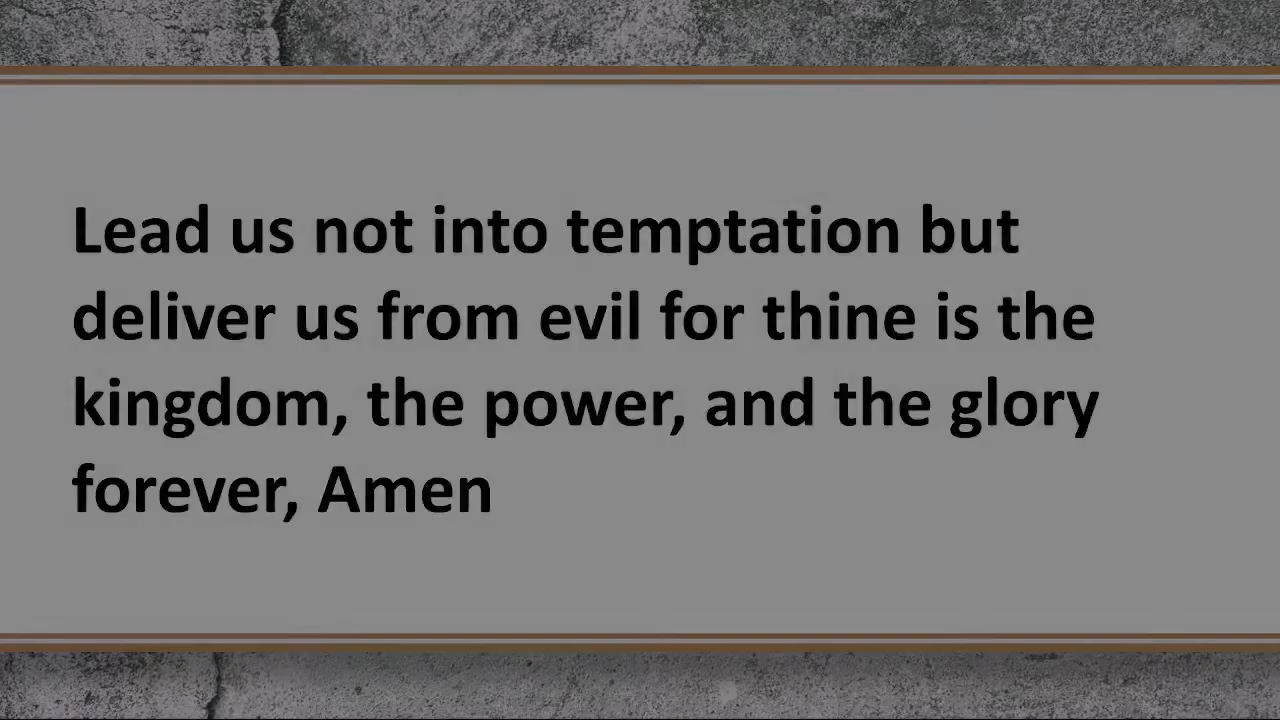 Lead us not into temptation but
deliver us from evil for thine is the
kingdom, the power, and the glory
forever, Amen